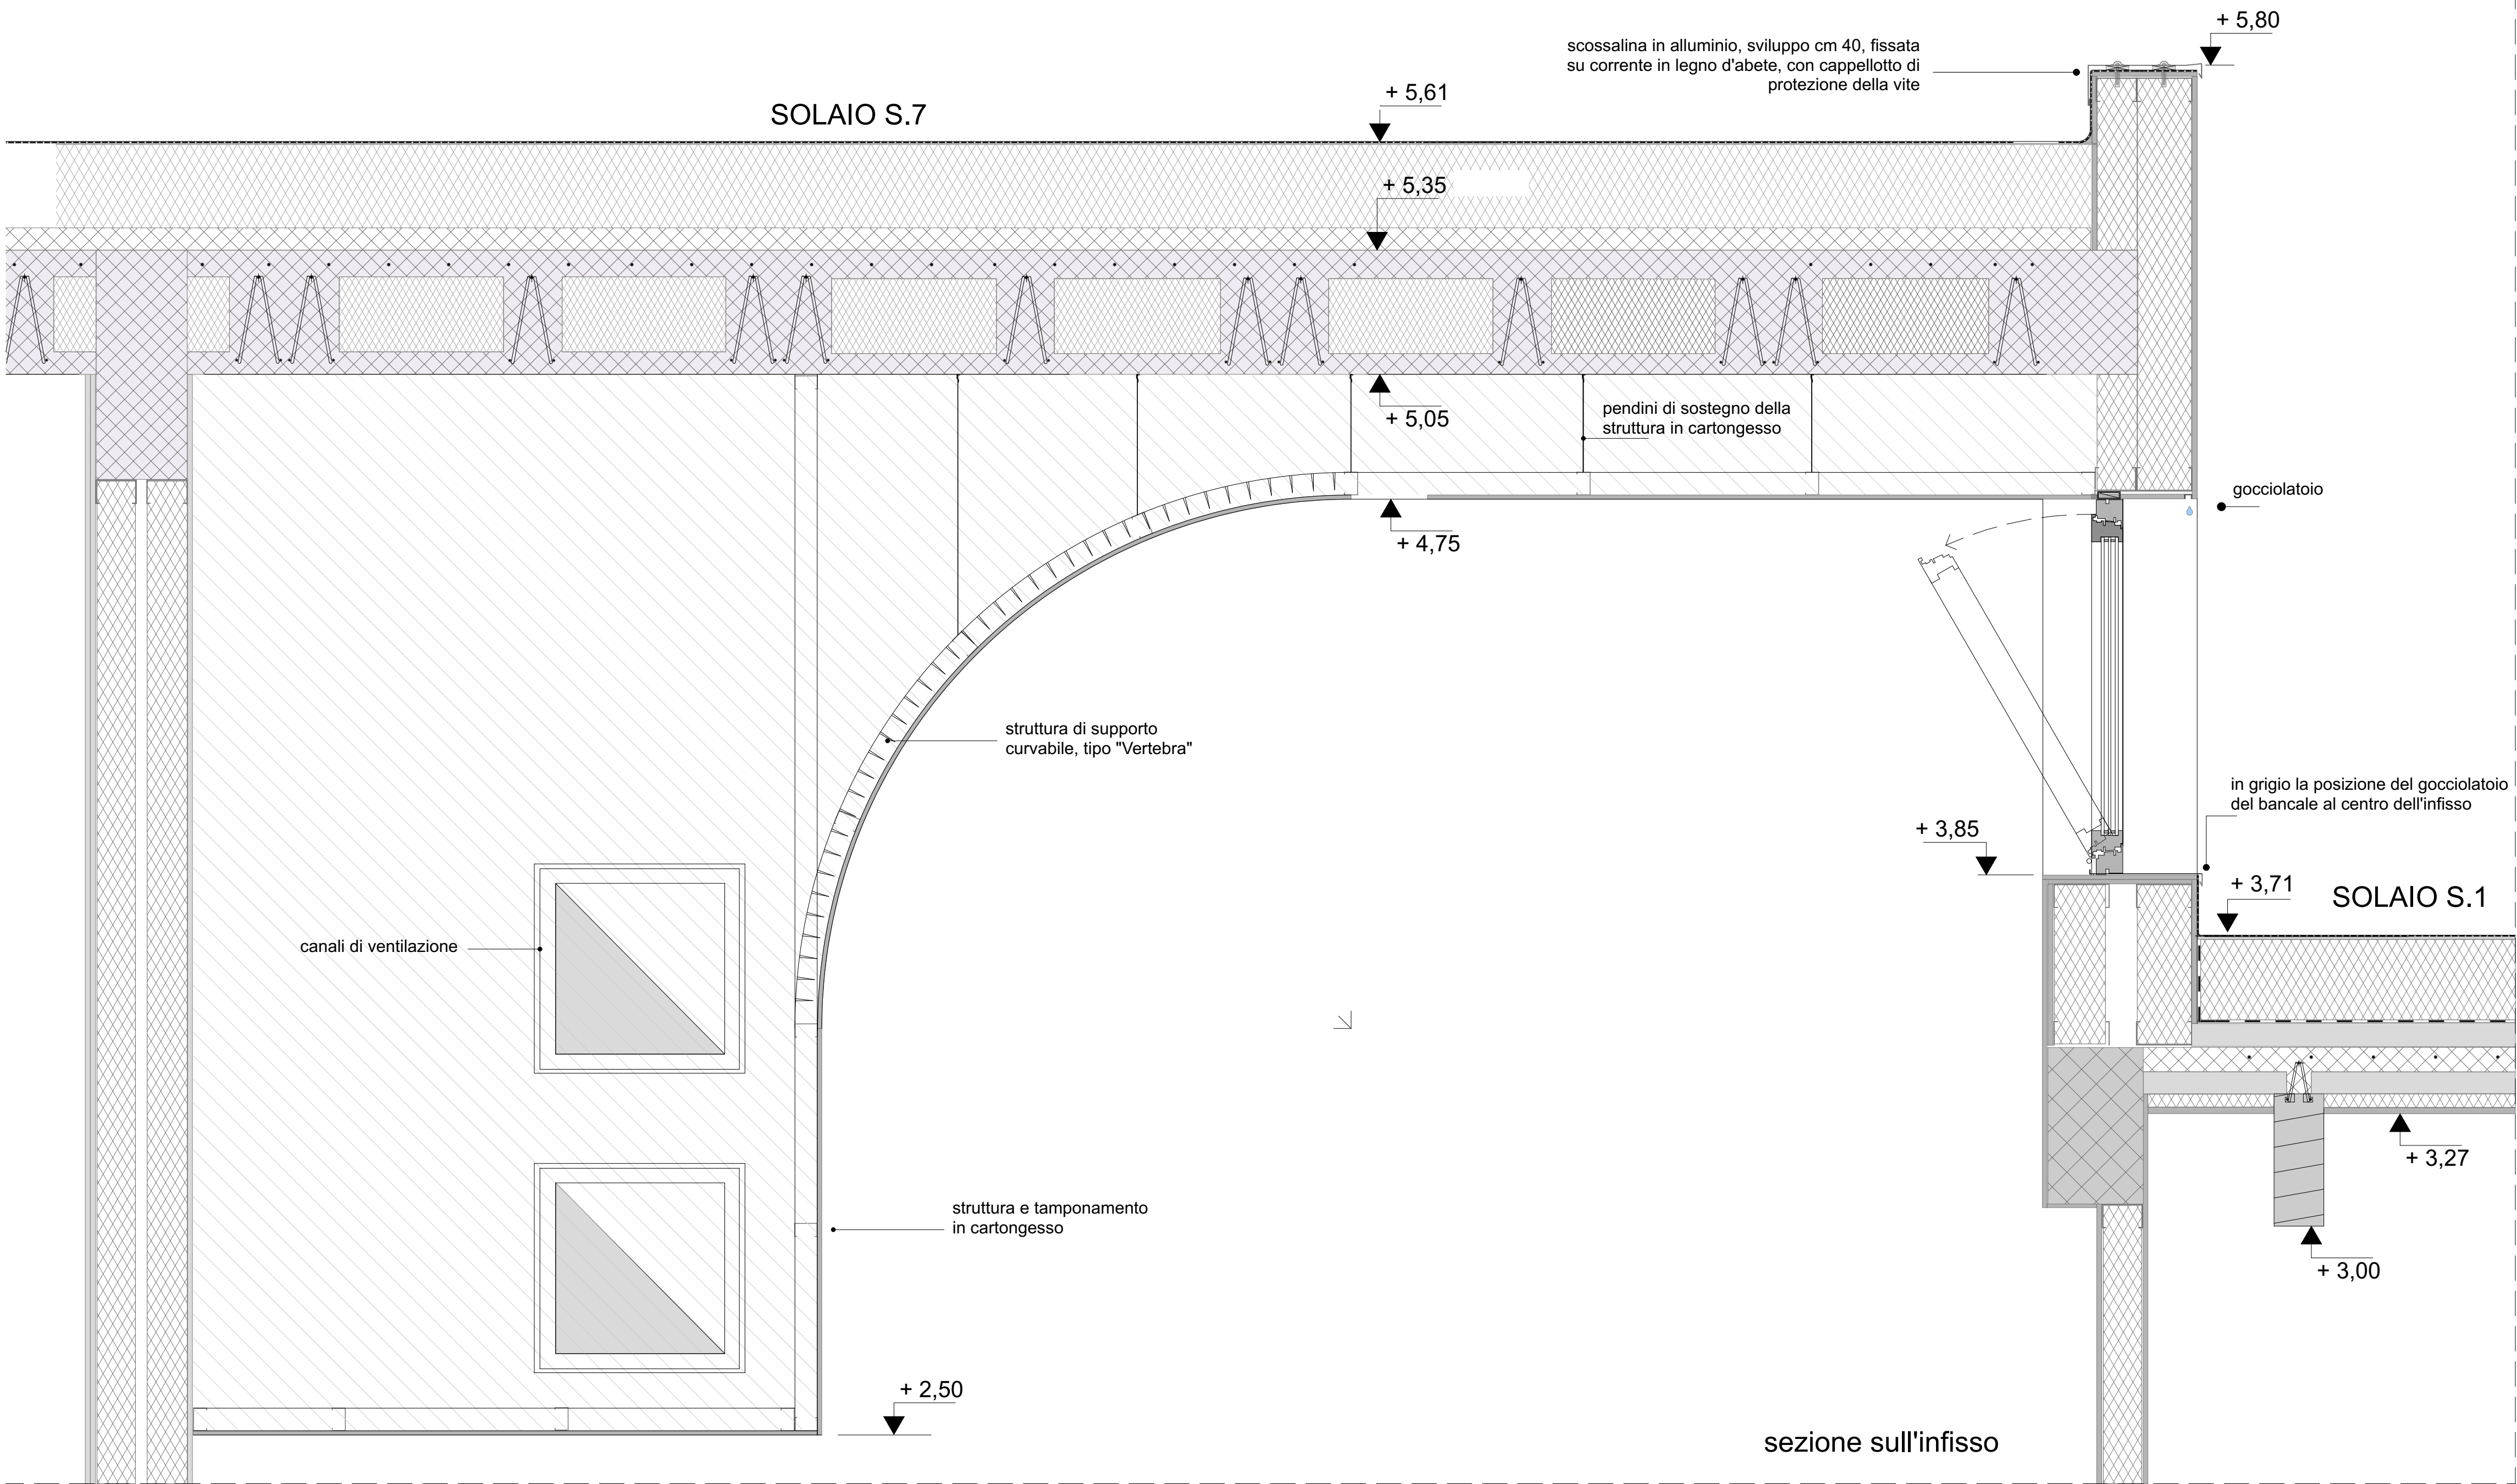 + 5,80
scossalina in alluminio, sviluppo cm 40, fissata
su corrente in legno d'abete, con cappellotto di
protezione della vite
SOLAIO S.7
+ 5,61
+ 5,35
+ 5,05
pendini di sostegno della
struttura in cartongesso
gocciolatoio
+ 4,75
struttura di supporto
curvabile, tipo "Vertebra"
in grigio la posizione del gocciolatoio
del bancale al centro dell'infisso
+ 3,85
+ 3,71
SOLAIO S.1
canali di ventilazione
+ 3,27
struttura e tamponamento
in cartongesso
+ 3,00
+ 2,50
sezione sull'infisso